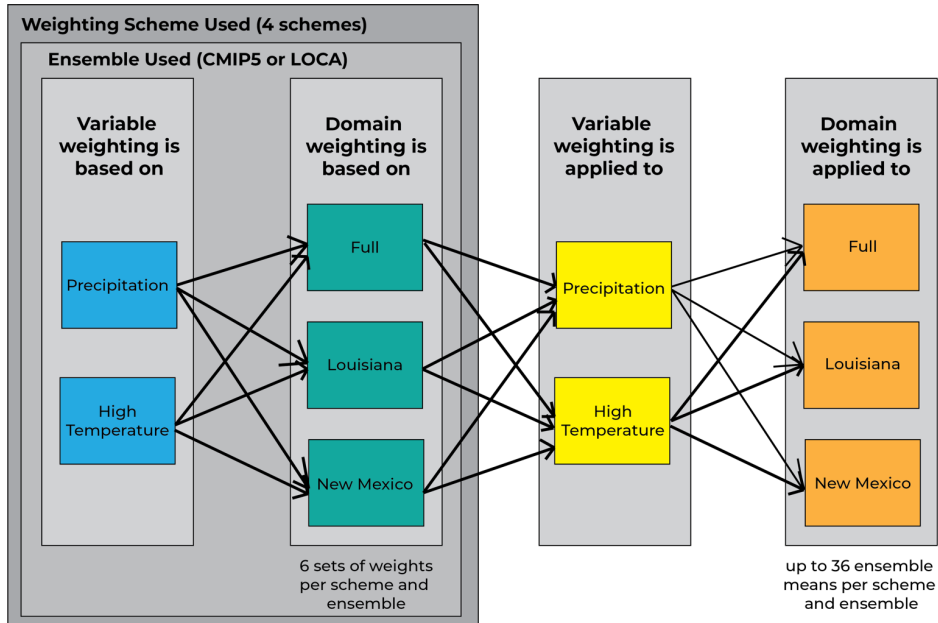 Weighting Scheme Used (4 schemes)
Ensemble Used (CMIP5 or LOCA)
Variable
weighting is
based on
Precipitation
High
Temperature
Domain
weighting is
based on
Full
Louisiana
New Mexico
6 sets of weights
per scheme and
ensemble
Variable
weighting is
applied to
Precipitation
High
Temperature
Domain
weighting is
applied to
Full
Louisiana
New Mexico
up to 36 ensemble
means per scheme
and ensemble